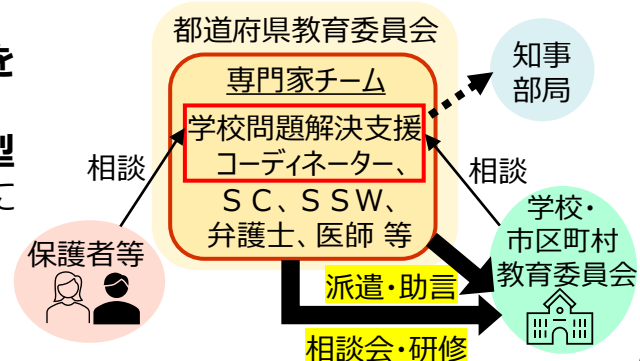 都道府県教育委員会
を
知事
部局
専門家チーム
型
学校問題解決支援
コーディネーター、
相談
相談
に
ＳＣ、ＳＳＷ、
弁護士、医師 等
学校・
市区町村
教育委員会
保護者等
派遣・助言
相談会・研修